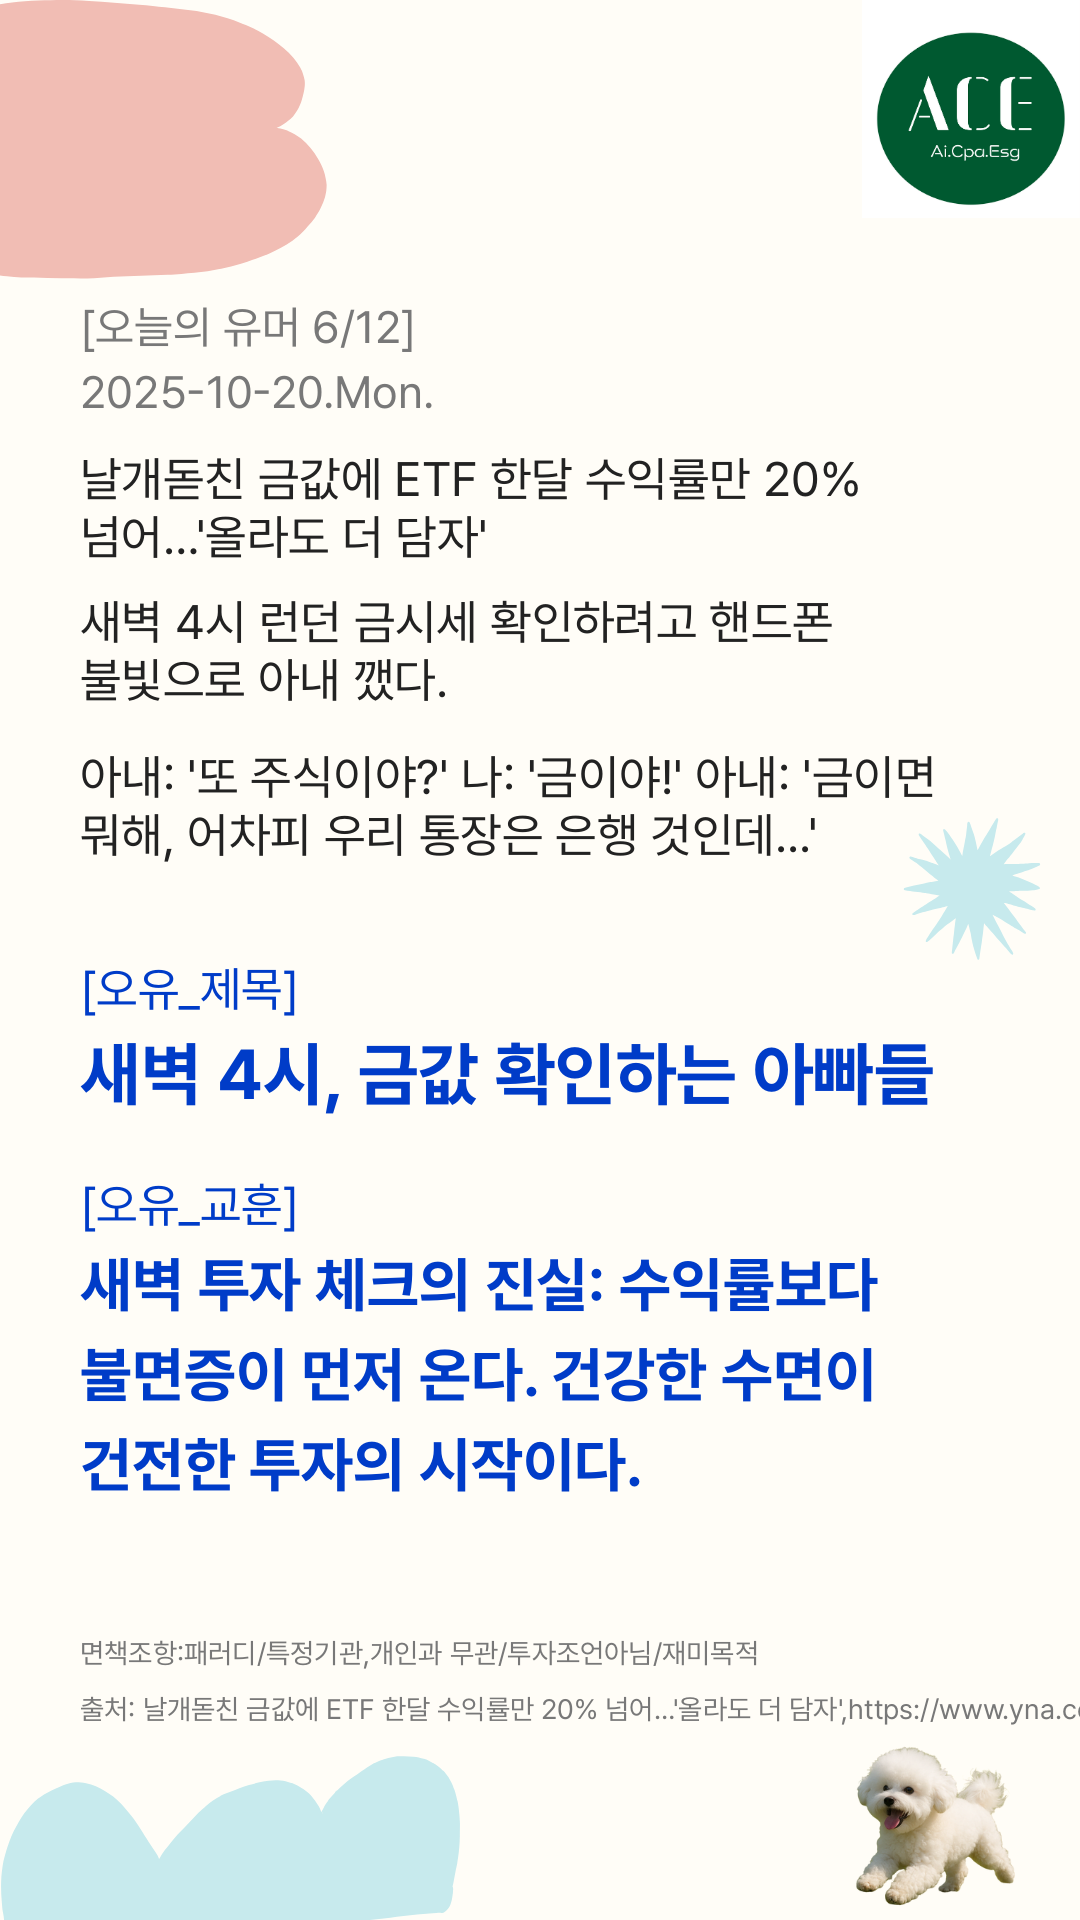 ACE
Ai.Cpa.Esg
[오늘의 유머 6/12]
2025-10-20.Mon.
날개돋친 금값에 ETF 한달 수익률만 20%
넘어…'올라도 더 담자'
새벽 4시 런던 금시세 확인하려고 핸드폰
불빛으로 아내 깼다.
아내: '또 주식이야?' 나: '금이야!' 아내: '금이면
뭐해, 어차피 우리 통장은 은행 것인데...'
[오유_제목]
새벽 4시, 금값 확인하는 아빠들
[오유_교훈]
새벽 투자 체크의 진실: 수익률보다
불면증이 먼저 온다. 건강한 수면이
건전한 투자의 시작이다.
면책조항:패러디/특정기관,개인과 무관/투자조언아님/재미목적
출처: 날개돋친 금값에 ETF 한달 수익률만 20% 넘어…'올라도 더 담자',https://www.yna.c